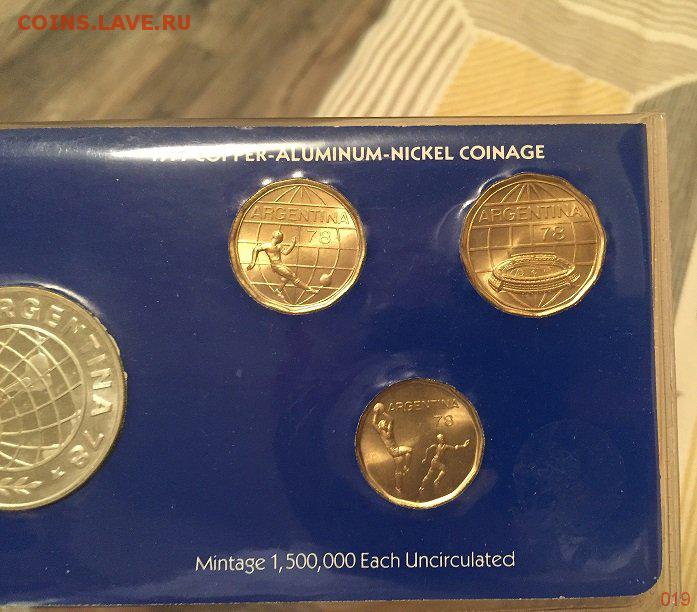 COINS.LAVE.RU
COPPER-ALUMINUM-NICKEL COINAGE
ARGENTINA
78
ARGENTINA
78
ARGENTINA 78
ARGENTINA
78
Mintage 1,500,000 Each Uncirculated
019